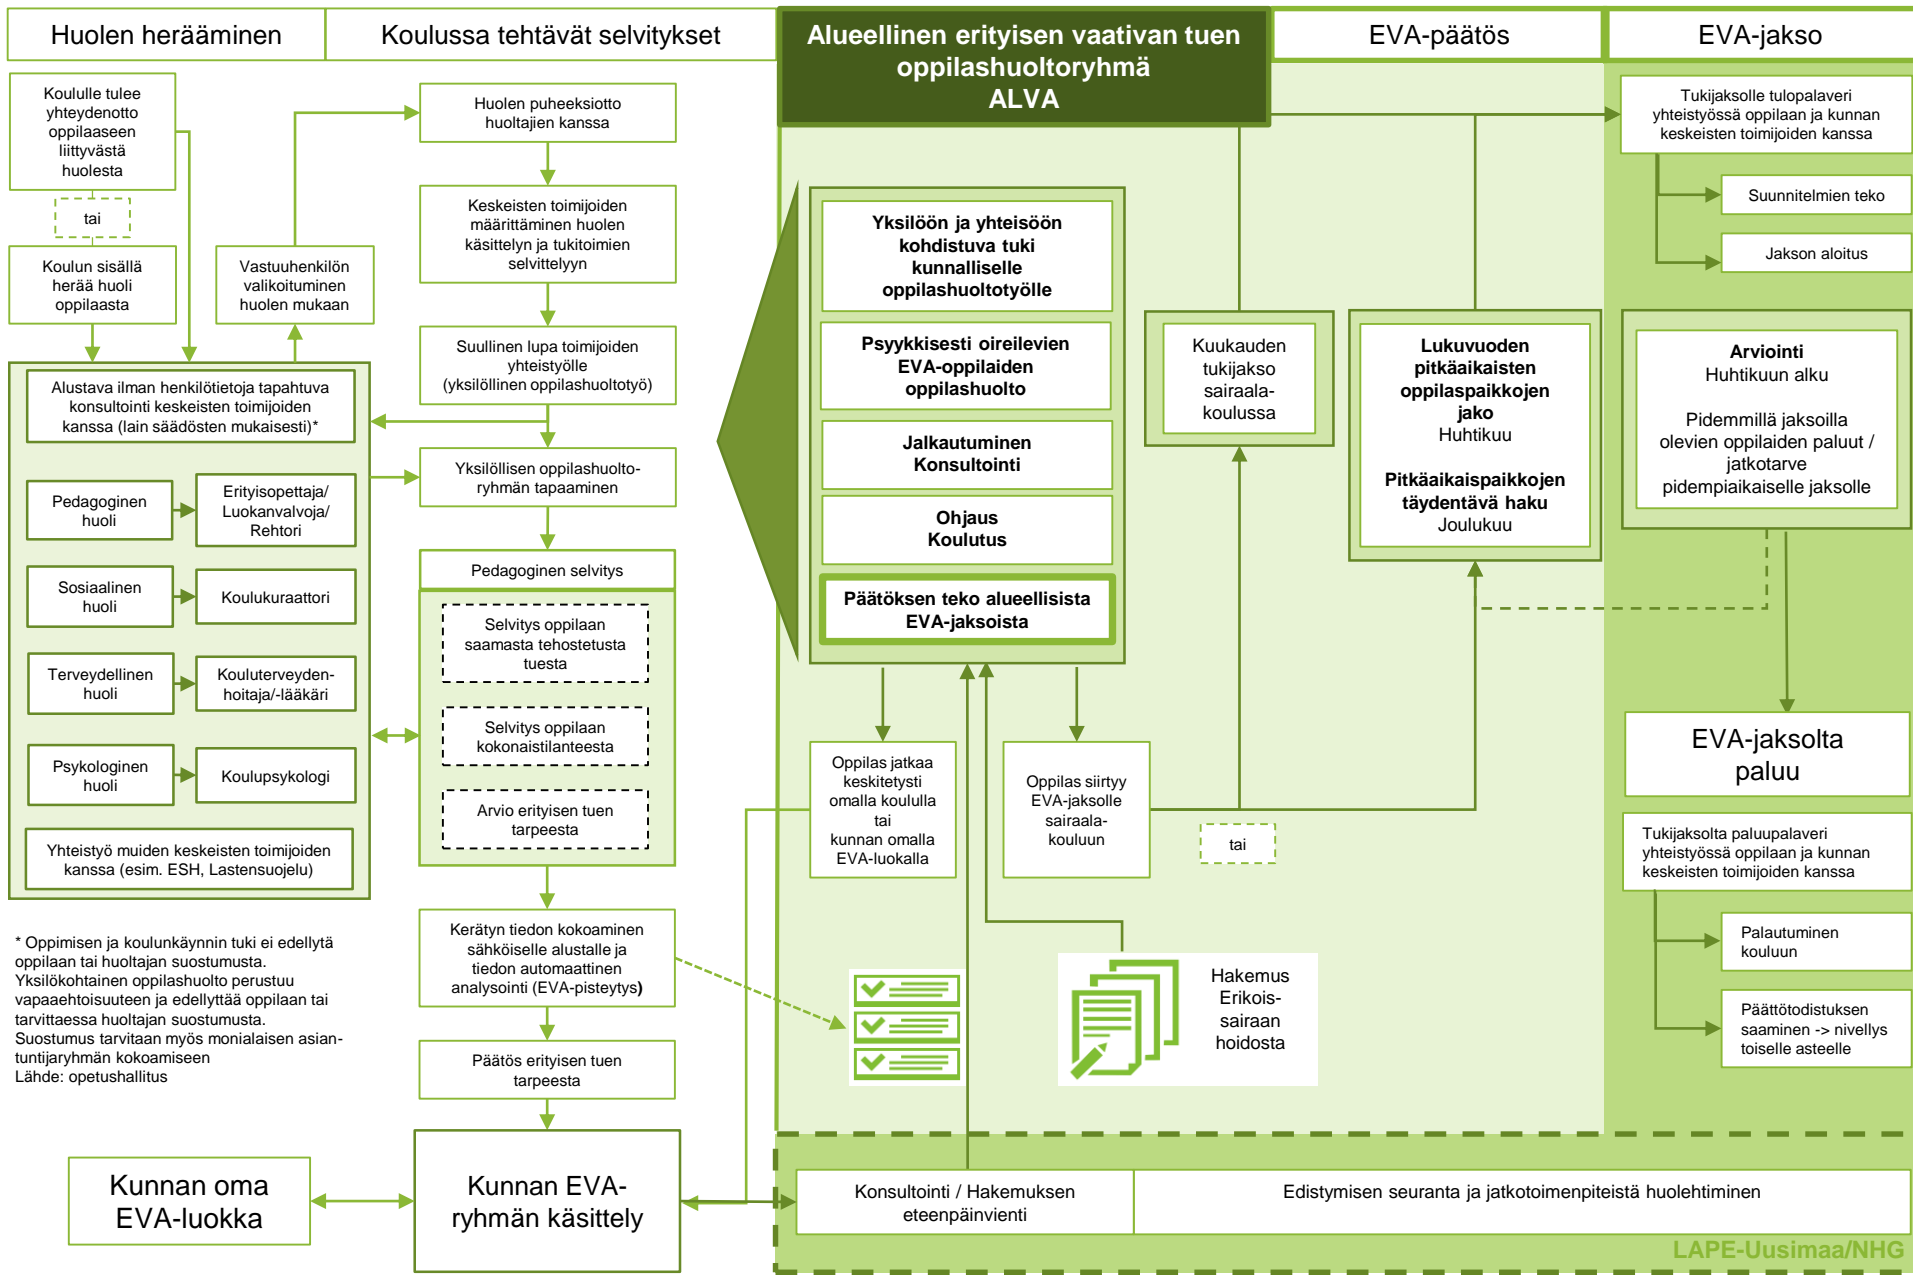 Huolen herääminen
Koulussa tehtävät selvitykset
Alueellinen erityisen vaativan tuen
oppilashuoltoryhmä
ALVA
EVA-päätös
EVA-jakso
Koululle tulee
yhteydenotto
oppilaaseen
liittyvästä
huolesta
tai
Koulun sisällä
herää huoli
oppilaasta
Vastuuhenkilön
valikoituminen
huolen mukaan
Alustava ilman henkilötietoja tapahtuva
konsultointi keskeisten toimijoiden
kanssa (lain säädösten mukaisesti)*
Pedagoginen
huoli
Erityisopettaja/
Luokanvalvoja/
Rehtori
Sosiaalinen
huoli
Koulukuraattori
Terveydellinen
huoli
Kouluterveyden-
hoitaja/-lääkäri
Psykologinen
huoli
Koulupsykologi
Yhteistyö muiden keskeisten toimijoiden
kanssa (esim. ESH, Lastensuojelu)
* Oppimisen ja koulunkäynnin tuki ei edellytä
oppilaan tai huoltajan suostumusta.
Yksilökohtainen oppilashuolto perustuu
vapaaehtoisuuteen ja edellyttää oppilaan tai
tarvittaessa huoltajan suostumusta.
Suostumus tarvitaan myös monialaisen asian-
tuntijaryhmän kokoamiseen
Lähde: opetushallitus
Huolen puheeksiotto
huoltajien kanssa
Keskeisten toimijoiden
määrittäminen huolen
käsittelyn ja tukitoimien
selvittelyyn
Suullinen lupa toimijoiden
yhteistyölle
(yksilöllinen oppilashuoltotyö)
Yksilöllisen oppilashuolto-
ryhmän tapaaminen
Pedagoginen selvitys
Selvitys oppilaan
saamasta tehostetusta
tuesta
Selvitys oppilaan
kokonaistilanteesta
Arvio erityisen tuen
tarpeesta
Kerätyn tiedon kokoaminen
sähköiselle alustalle ja
tiedon automaattinen
analysointi (EVA-pisteytys)
Päätös erityisen tuen
tarpeesta
Kunnan oma
EVA-luokka
Kunnan EVA-
ryhmän käsittely
Yksilöön ja yhteisöön
kohdistuva tuki
kunnalliselle
oppilashuoltotyölle
Psyykkisesti oireilevien
EVA-oppilaiden
oppilashuolto
Jalkautuminen
Konsultointi
Ohjaus
Koulutus
Päätöksen teko alueellisista
EVA-jaksoista
Oppilas jatkaa
keskitetysti
omalla koululla
tai
kunnan omalla
EVA-luokalla
Oppilas siirtyy
EVA-jaksolle
sairaala-
kouluun
tai
Hakemus
Erikois-
sairaan
hoidosta
Kuukauden
tukijakso
sairaala-
koulussa
Lukuvuoden
pitkäaikaisten
oppilaspaikkojen
jako
Huhtikuu
Pitkäaikaispaikkojen
täydentävä haku
Joulukuu
Tukijaksolle tulopalaveri
yhteistyössä oppilaan ja kunnan
keskeisten toimijoiden kanssa
Suunnitelmien teko
Jakson aloitus
Arviointi
Huhtikuun alku
Pidemmillä jaksoilla
olevien oppilaiden paluut /
jatkotarve
pidempiaikaiselle jaksolle
EVA-jaksolta
paluu
Tukijaksolta paluupalaveri
yhteistyössä oppilaan ja kunnan
keskeisten toimijoiden kanssa
Palautuminen
kouluun
Päättötodistuksen
saaminen -> nivellys
toiselle asteelle
Konsultointi / Hakemuksen
eteenpäinvienti
Edistymisen seuranta ja jatkotoimenpiteistä huolehtiminen
LAPE-Uusimaa/NHG